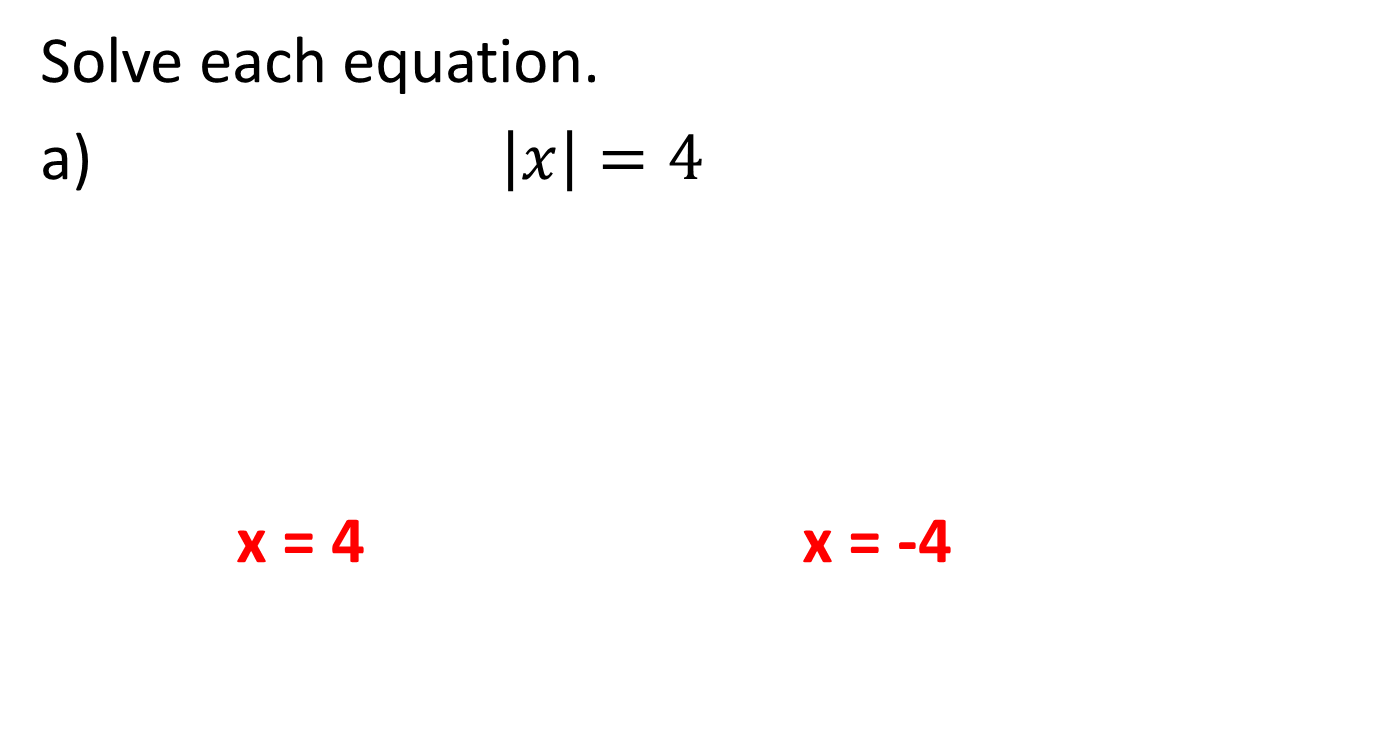 Solve each equation.
a) |x| = 4
x = 4 x = -4